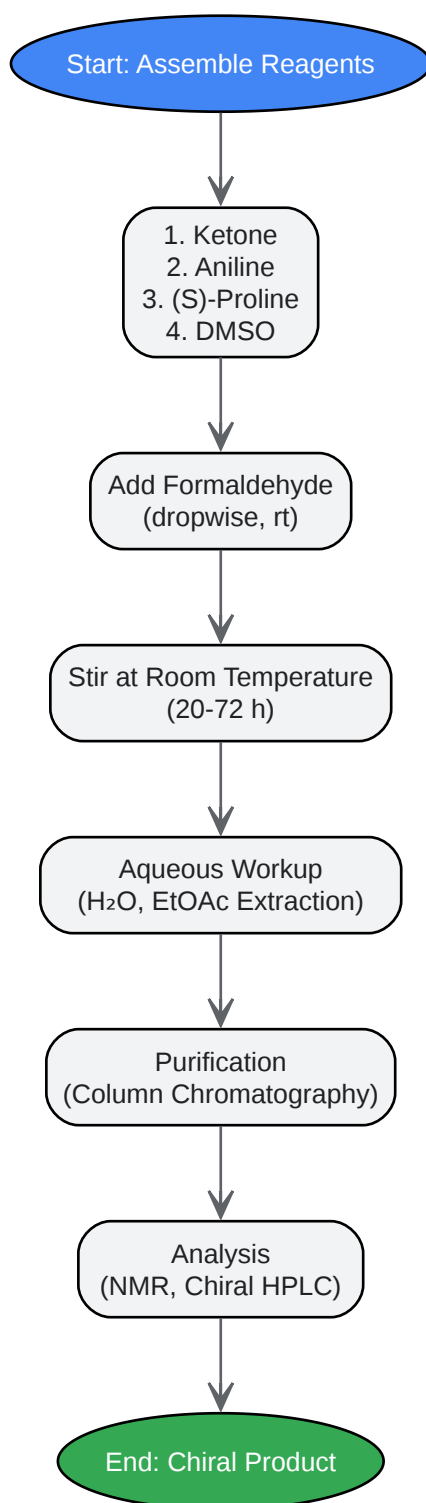 Start: Assemble Reagents
1. Ketone
2. Aniline
3. (S)-Proline
4. DMSO
Add Formaldehyde
(dropwise, rt)
Stir at Room Temperature
(20-72 h)
Aqueous Workup
(H₂O, EtOAc Extraction)
Purification
(Column Chromatography)
Analysis
(NMR, Chiral HPLC)
End: Chiral Product